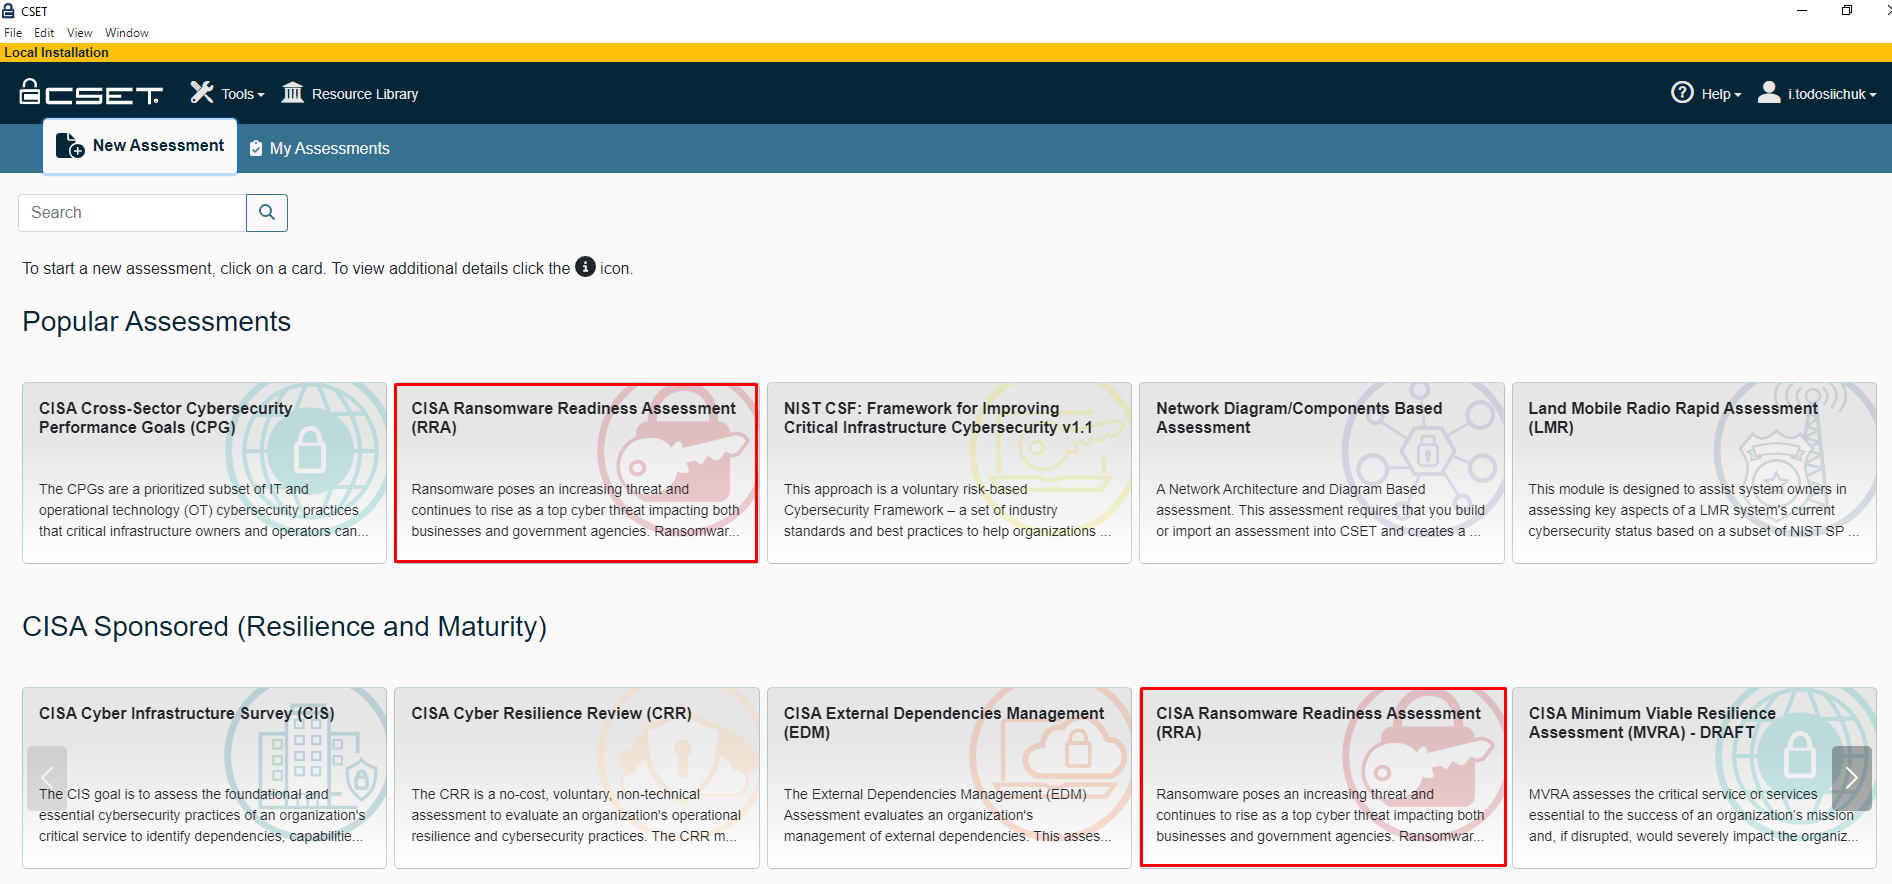 CSET
File Edit View Window
Local Installation
CSET Tools Resource Library Help i.todosiichuk
New Assessment My Assessments
Search
To start a new assessment, click on a card. To view additional details click the i icon.
Popular Assessments
CISA Cross-Sector Cybersecurity
Performance Goals (CPG)
The CPGs are a prioritized subset of IT and
operational technology (OT) cybersecurity practices
that critical infrastructure owners and operators can...
CISA Ransomware Readiness Assessment
(RRA)
Ransomware poses an increasing threat and
continues to rise as a top cyber threat impacting both
businesses and government agencies. Ransomwar...
NIST CSF: Framework for Improving
Critical Infrastructure Cybersecurity v1.1
This approach is a voluntary risk-based
Cybersecurity Framework – a set of industry
standards and best practices to help organizations ...
Network Diagram/Components Based
Assessment
A Network Architecture and Diagram Based
assessment. This assessment requires that you build
or import an assessment into CSET and creates a ...
Land Mobile Radio Rapid Assessment
(LMR)
This module is designed to assist system owners in
assessing key aspects of a LMR system's current
cybersecurity status based on a subset of NIST SP ...
CISA Sponsored (Resilience and Maturity)
CISA Cyber Infrastructure Survey (CIS)
The CIS goal is to assess the foundational and
essential cybersecurity practices of an organization's
critical service to identify dependencies, capabilitie...
CISA Cyber Resilience Review (CRR)
The CRR is a no-cost, voluntary, non-technical
assessment to evaluate an organization's operational
resilience and cybersecurity practices. The CRR m...
CISA External Dependencies Management
(EDM)
The External Dependencies Management (EDM)
Assessment evaluates an organization's
management of external dependencies. This asses...
CISA Ransomware Readiness Assessment
(RRA)
Ransomware poses an increasing threat and
continues to rise as a top cyber threat impacting both
businesses and government agencies. Ransomwar...
CISA Minimum Viable Resilience
Assessment (MVRA) - DRAFT
MVRA assesses the critical service or services
essential to the success of an organization's mission
and, if disrupted, would severely impact the organiz...